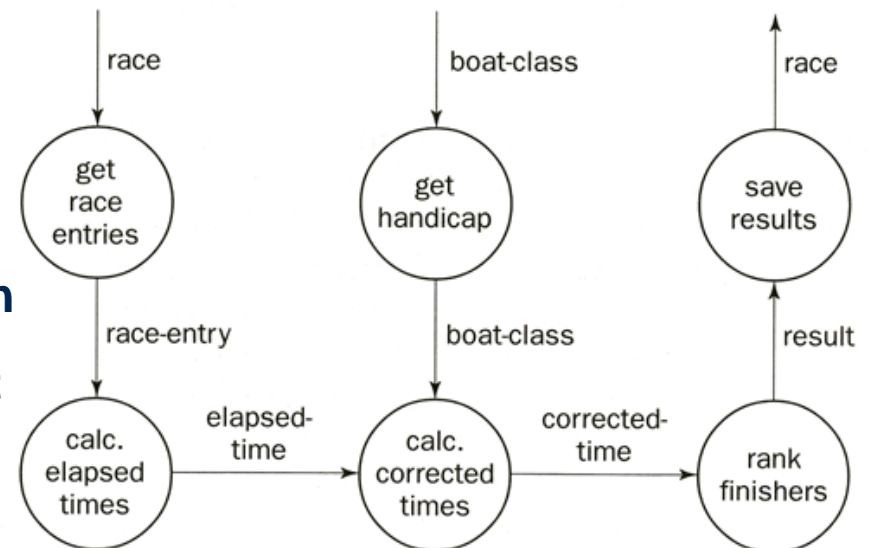 race
boat-class
race
get
race
entries
get
handicap
save
results
n
race-entry
boat-class
result
elapsed-
time
corrected-
time
calc.
elapsed
times
calc.
corrected
times
rank
finishers